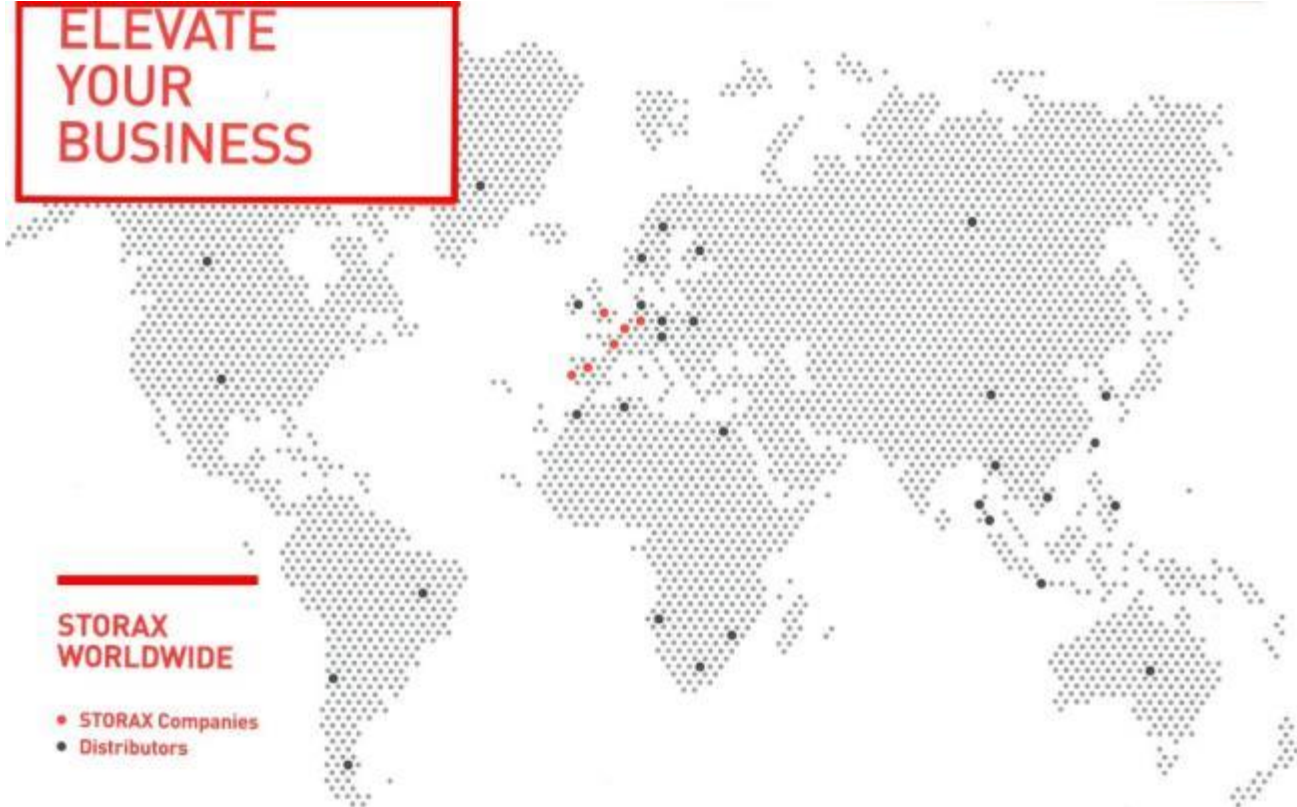 ELEVATE
YOUR
BUSINESS
STORAX
WORLDWIDE
STORAX Companies
Distributors